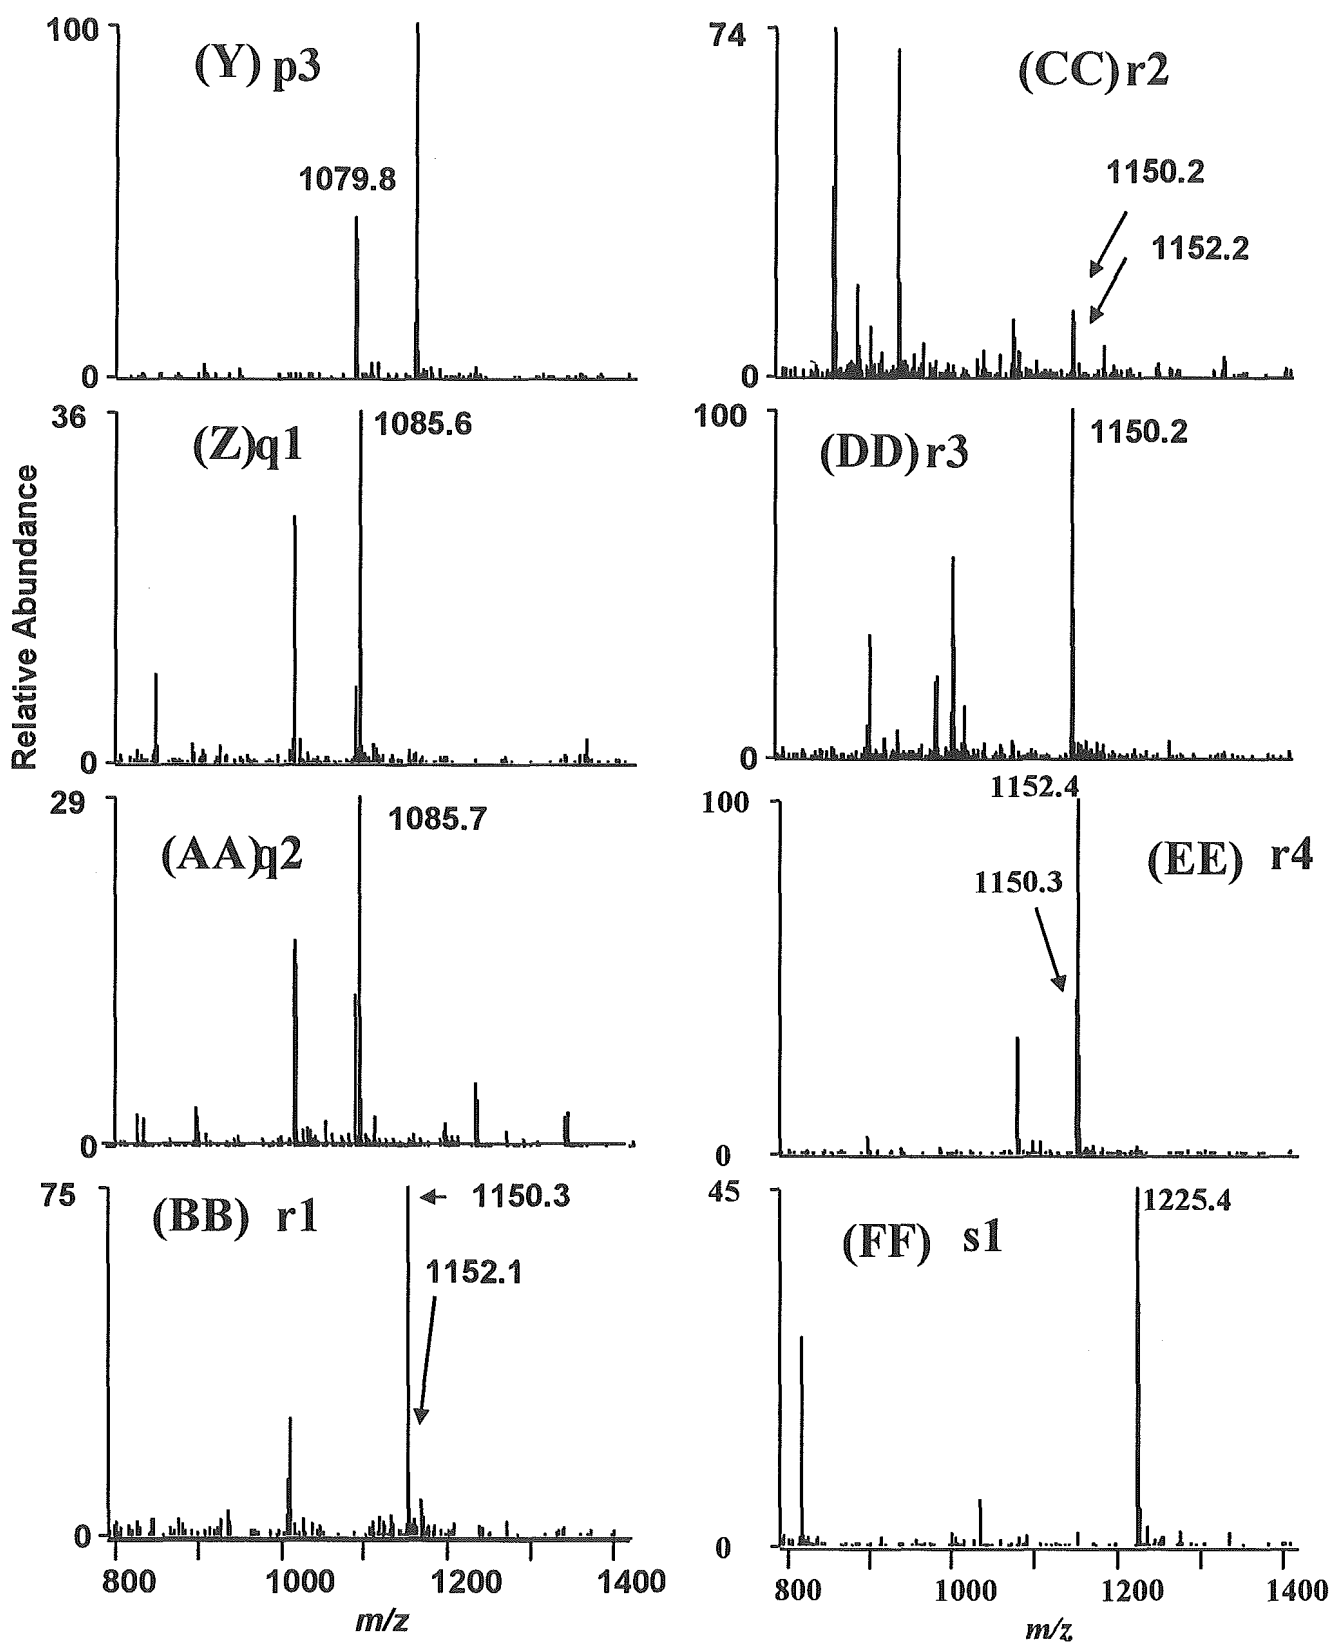 Relative Abundance
100
(Y) p3
1079.8
0
36
(Z)q1
1085.6
0
29
(AA)q2
1085.7
0
75
(BB) r1
1150.3
1152.1
0
800 1000 1200 1400
m/z
74
(CC) r2
1150.2
1152.2
0
100
(DD) r3
1150.2
0
1152.4
100
(EE) r4
1150.3
0
45
1225.4
(FF) s1
0
800 1000 1200 1400
m/z